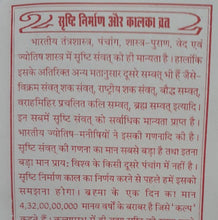 सृष्टि निर्माण और कालका व्रत
भारतीय तंत्रशास्त्र, पंचांग, शास्त्र-पुराण, वेद एवं
ज्योतिष शास्त्र में सृष्टि संवत् को ही मान्यता है। हालांकि
इसके अतिरिक्त अन्य मतानुसार दूसरे सम्वत् भी हैं जैसे-
विक्रम संवत्, शक संवत्, राष्ट्रीय शक संवत्, बौद्ध सम्वत्,
वराहमिहिर प्रचलित कलि सम्वत्, ब्रह्म सम्वत् इत्यादि।
इन सबमें सृष्टि संवत् को सर्वाधिक मान्यता प्राप्त है।
भारतीय ज्योतिष-मनीषियों ने इसको गणनाकी है।
सृष्टि संवत् की गणना का मान सबसे बड़ा है तथा इतना
बड़ा मान प्रायः विश्व के किसी दूसरे पंचांग में नहीं है।
सृष्टि निर्माण काल का निर्णय करने से पहले हमें इसको
समझना होगा। ब्रह्मा के एक दिन का मान
4,32,00,00,000 मानव वर्षों के बराबर है जिसे 'कल्प'